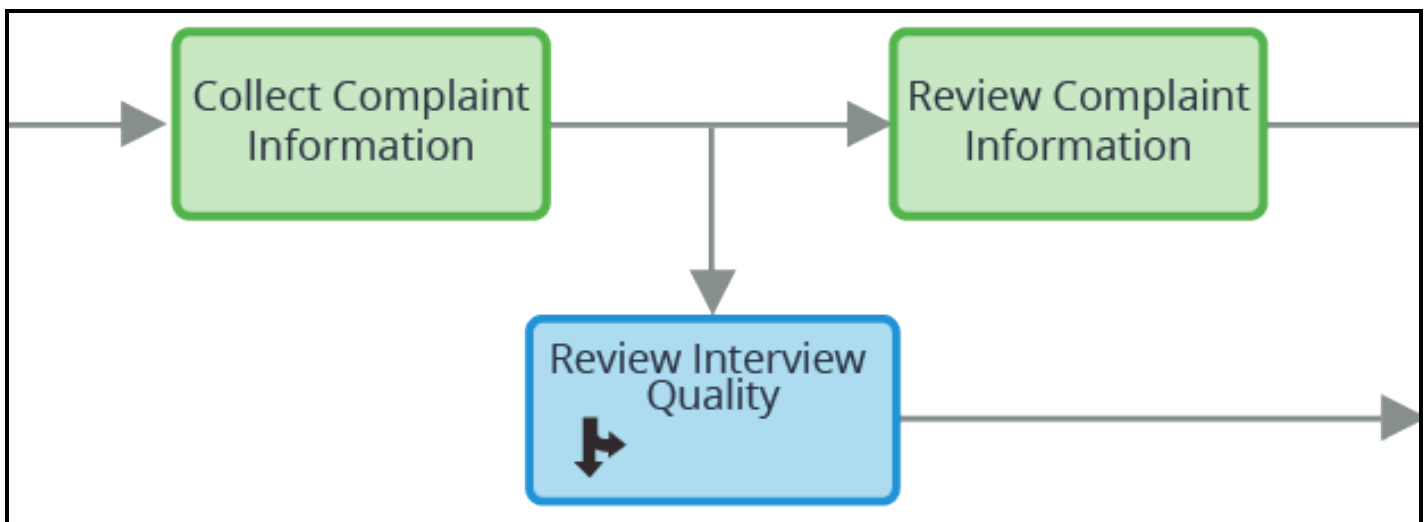 Collect Complaint
Information
Review Complaint
Information
Review Interview
Quality